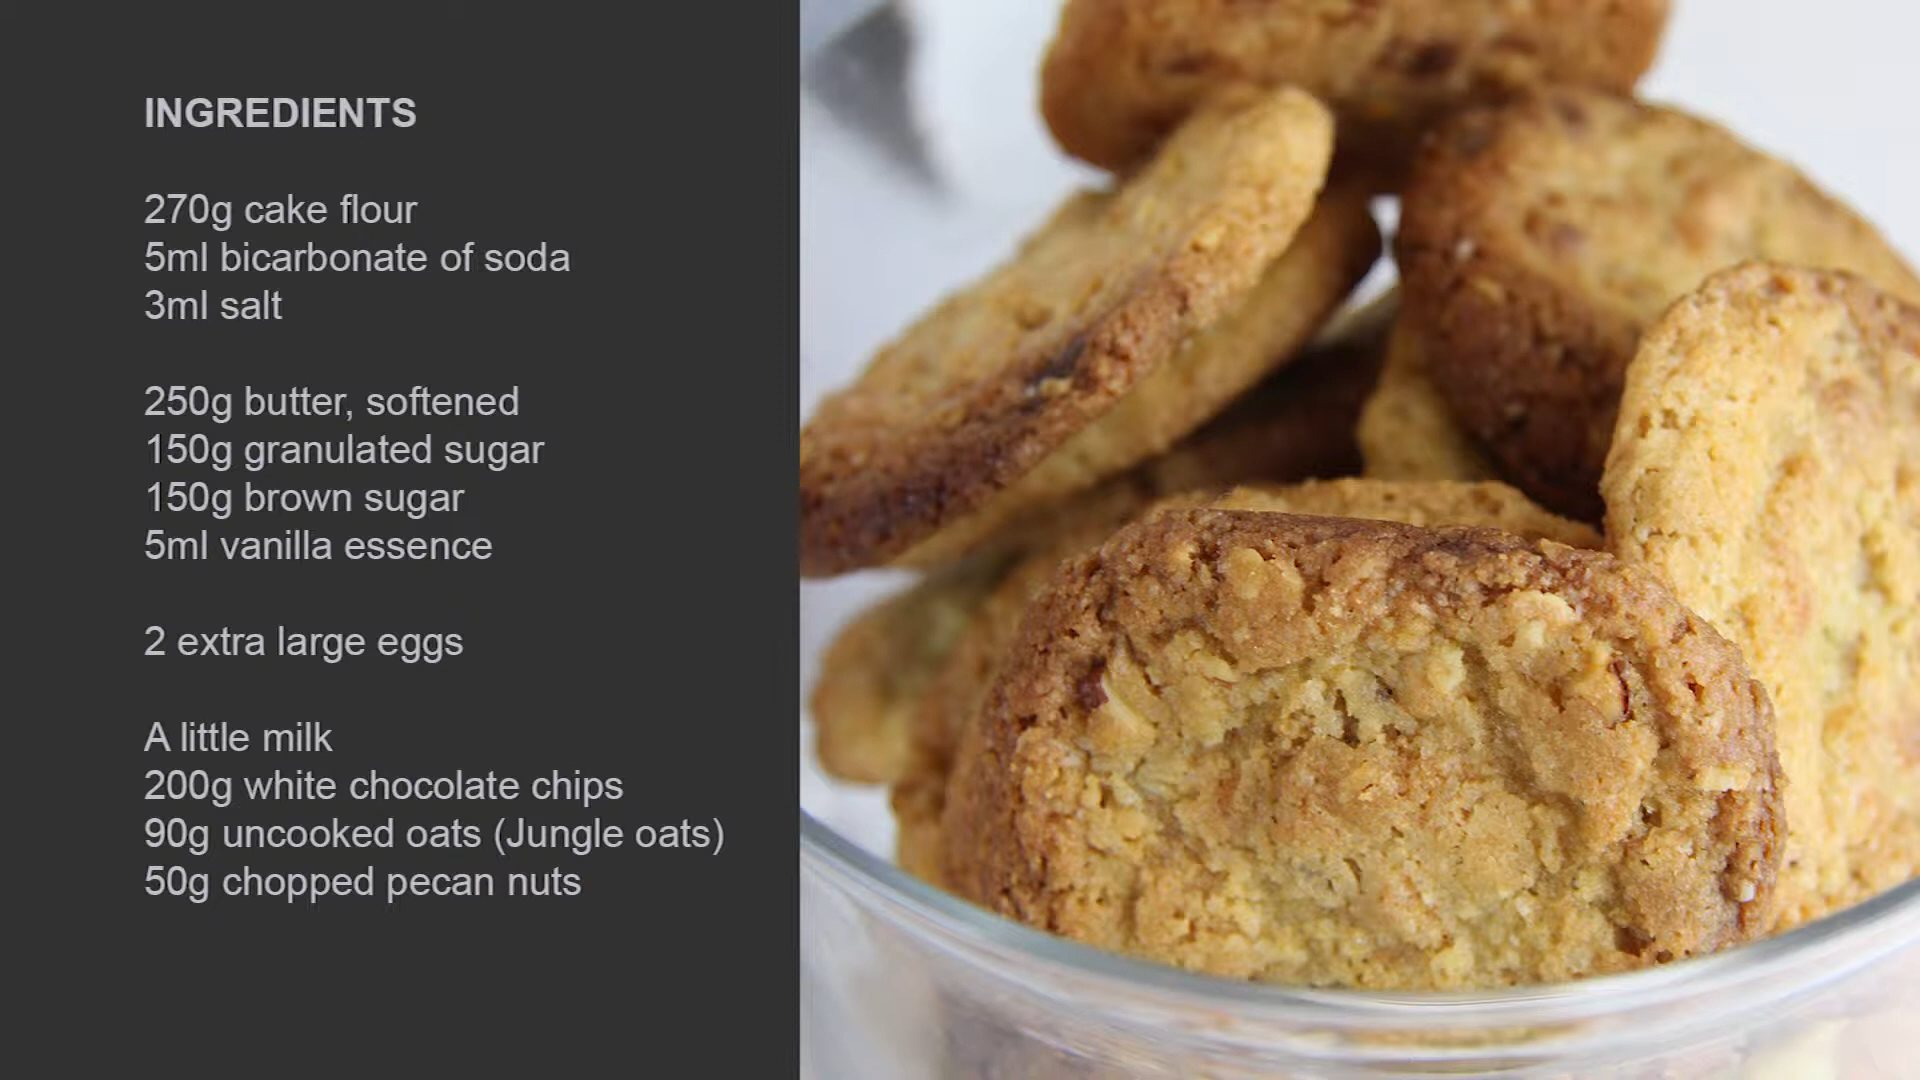 INGREDIENTS
270g cake flour
5ml bicarbonate of soda
3ml salt
250g butter, softened
150g granulated sugar
150g brown sugar
5ml vanilla essence
2 extra large eggs
A little milk
200g white chocolate chips
90g uncooked oats (Jungle oats)
50g chopped pecan nuts